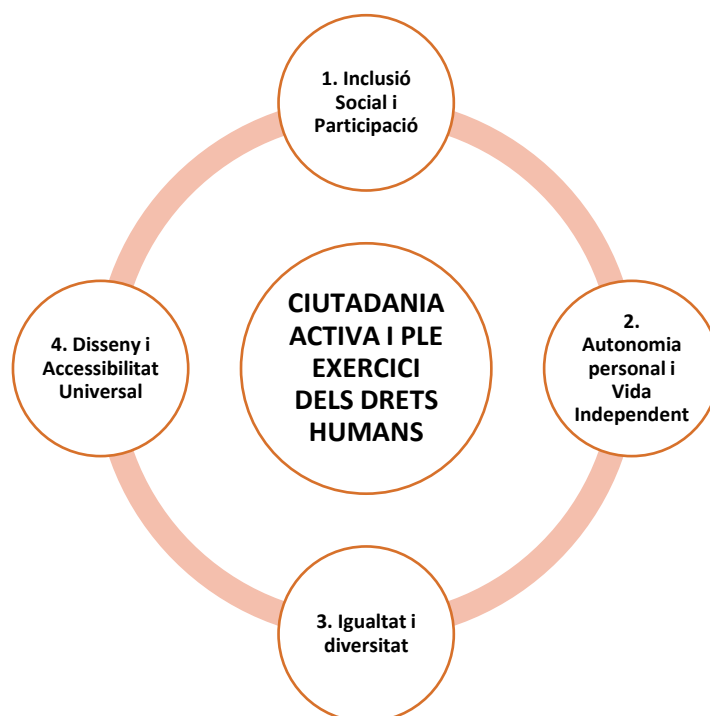 1. Inclusió
Social i
Participació
CIUTADANIA
ACTIVA I PLE
EXERCICI
DELS DRETS
HUMANS
2.
Autonomia
personal i
Vida
Independent
3. Igualtat i
diversitat
4. Disseny i
Accessibilitat
Universal